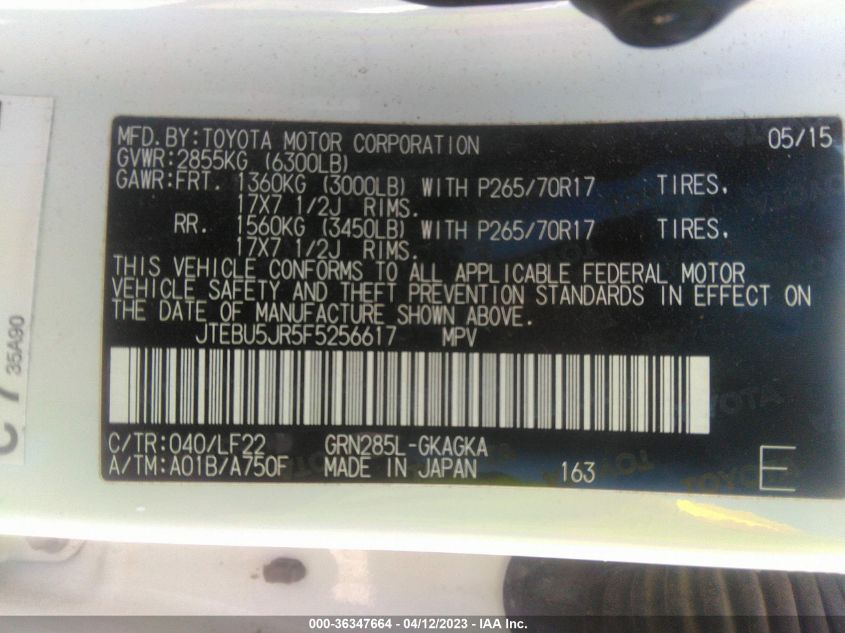 MFD.BY:TOYOTA MOTOR CORPORATION 05/15
GVWR:2855KG (6300LB)
GAWR:FRT. 1360KG (3000LB) WITH P265/70R17 TIRES,
17X7 1/2J RIMS.
RR. 1560KG (3450LB) WITH P265/70R17 TIRES,
17X7 1/2J RIMS.
THIS VEHICLE CONFORMS TO ALL APPLICABLE FEDERAL MOTOR
VEHICLE SAFETY AND THEFT PREVENTION STANDARDS IN EFFECT ON
THE DATE OF MANUFACTURE SHOWN ABOVE.
JTEBU5JR5F5256617 MPV
C/TR:040/LF22 GRN285L-GKAGKA
A/TM:A01B/A750F MADE IN JAPAN 163 E
35A90
TOYOTA
000-36347664 - 04/12/2023 - IAA Inc.